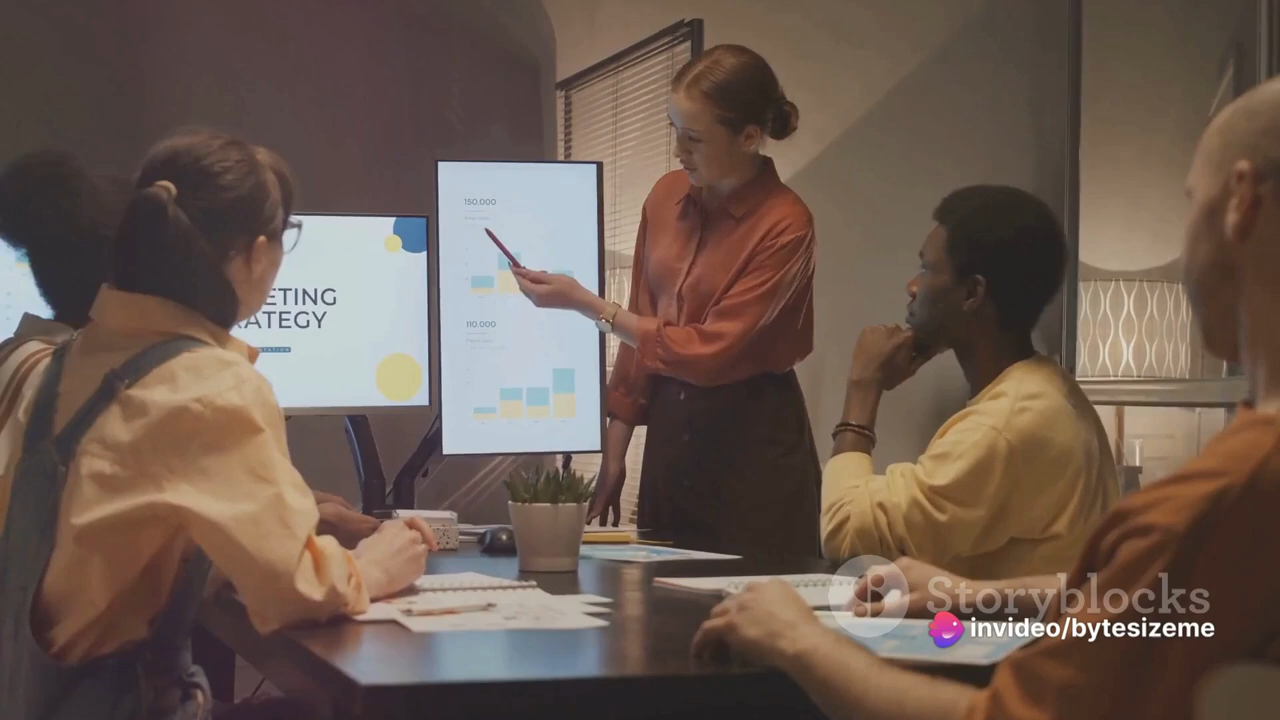 ETING
RATEGY
150,000
110,000
Storyblocks
invideo/bytesizeme